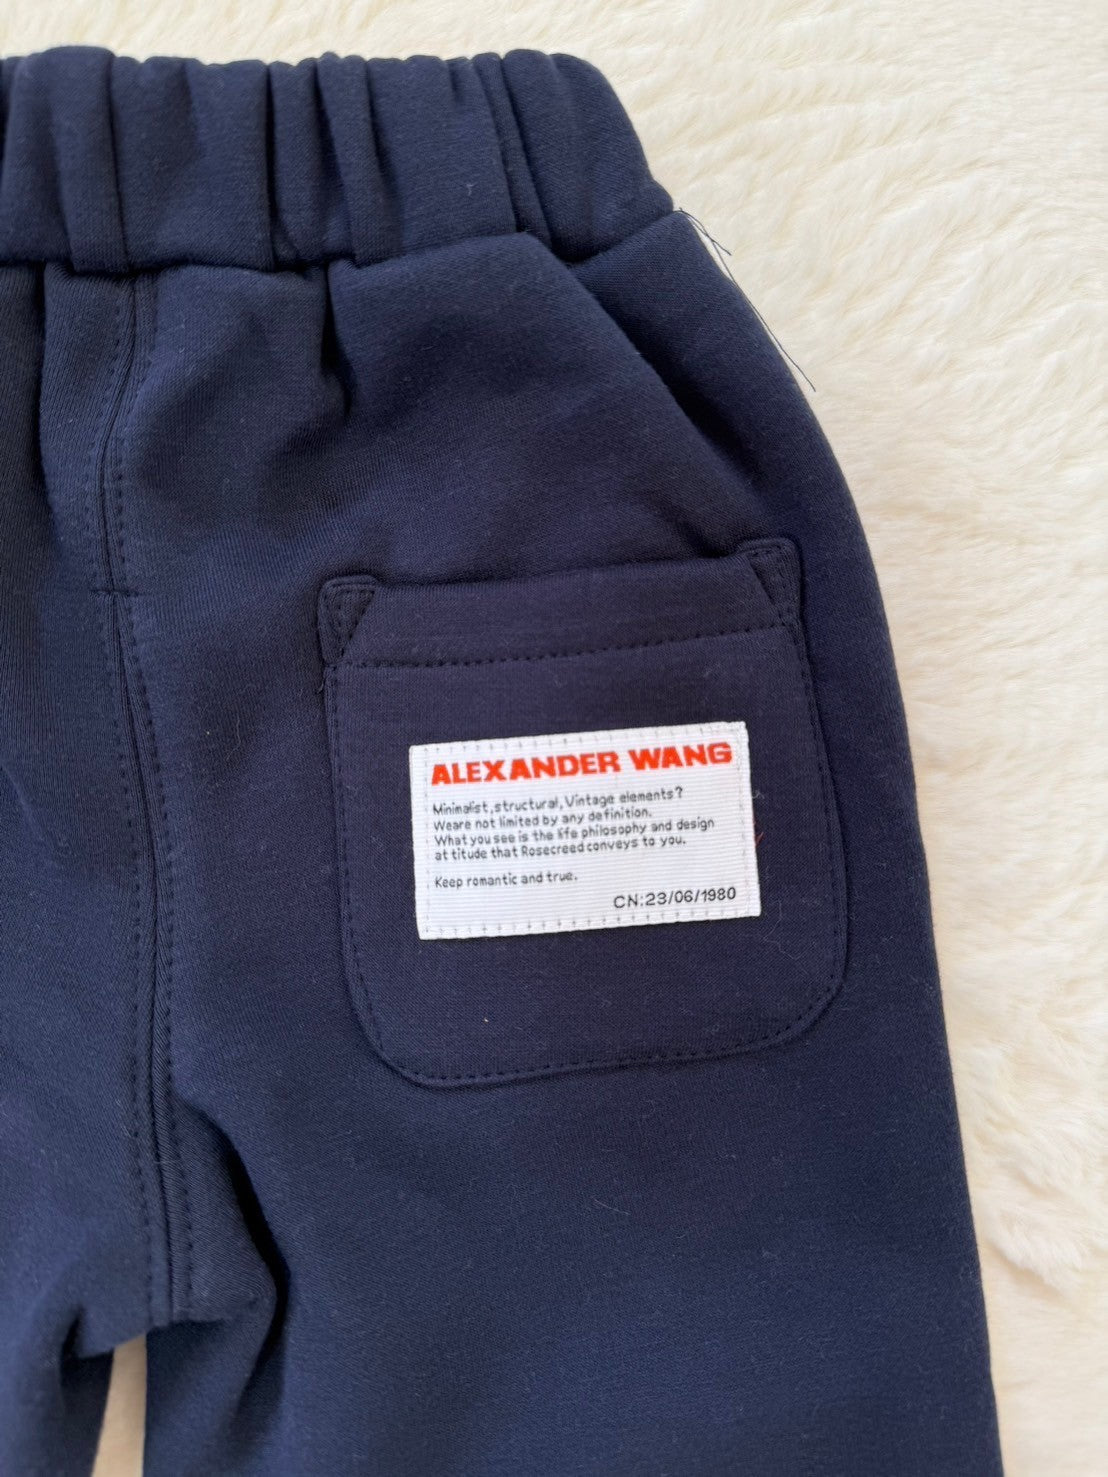 ALEXANDER WANG
Minimalist,structural,Vintage elements?
Weare not limited by any definition.
What you see is the life philosophy and design
at titude that Rosecreed conveys to you.
Keep romantic and true.
CN:23/06/1980